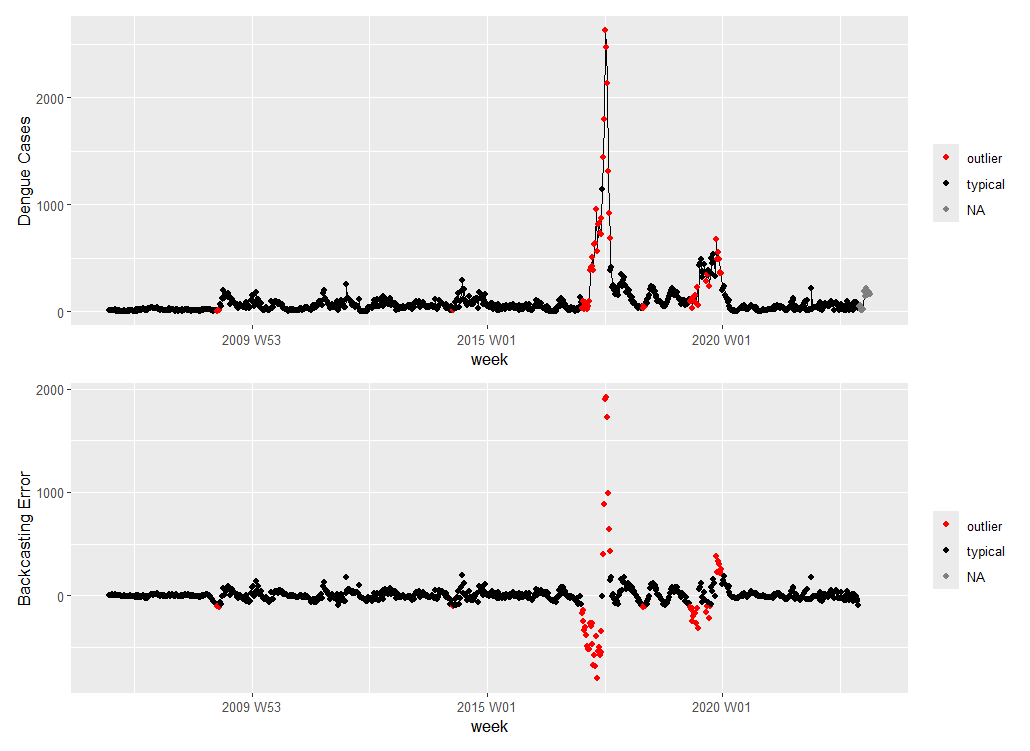 Dengue Cases
2000
1000
0
2009 W53
2015 W01
2020 W01
week
outlier
typical
NA
Backcasting Error
2000
1000
0
2009 W53
2015 W01
2020 W01
week
outlier
typical
NA